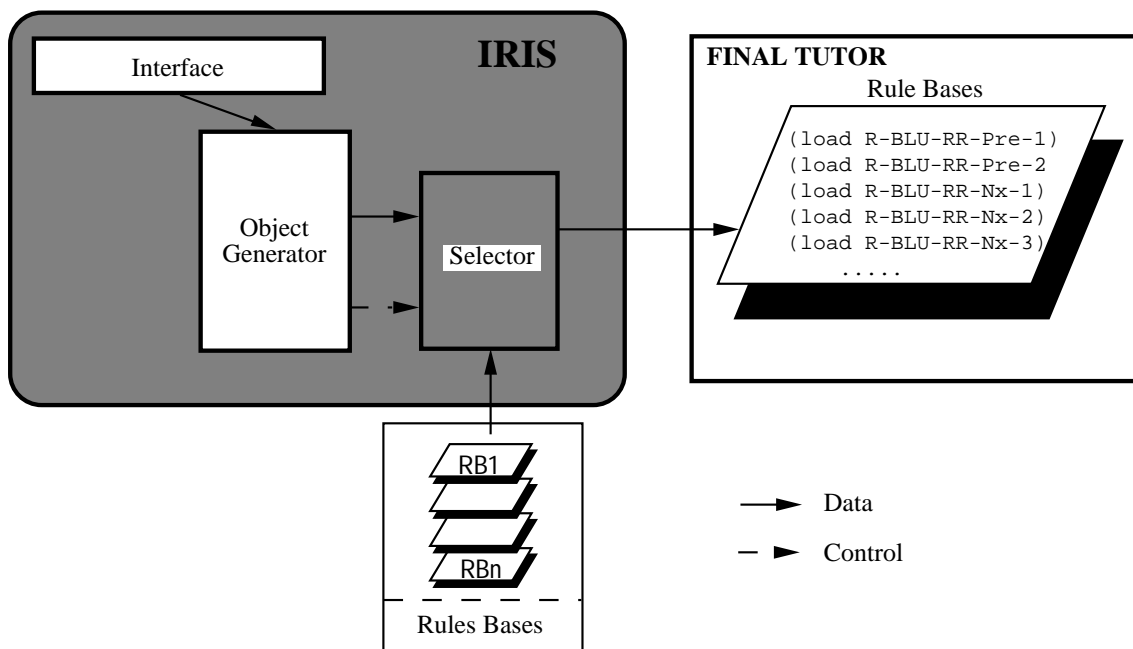 IRIS
Interface
Object
Generator
Selector
FINAL TUTOR
Rule Bases
(load R-BLU-RR-Pre-1)
(load R-BLU-RR-Pre-2
(load R-BLU-RR-Nx-1)
(load R-BLU-RR-Nx-2)
(load R-BLU-RR-Nx-3)
.....
RB1
RBn
Rules Bases
Data
Control